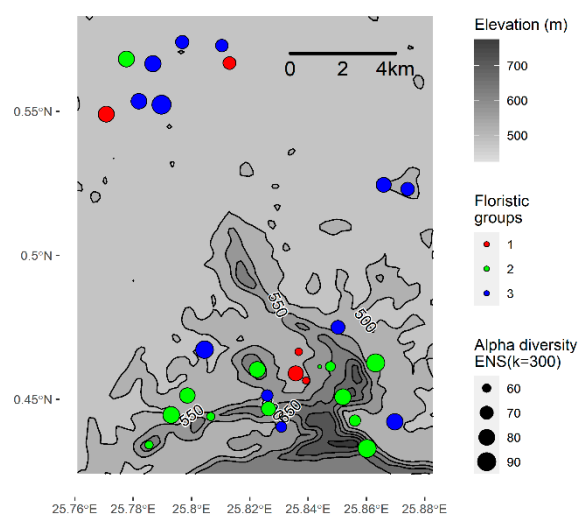 Elevation (m)
700
600
500
Floristic
groups
1
2
3
Alpha diversity
ENS(k=300)
60
70
80
90
0 2 4km
0.55°N
0.5°N
0.45°N
550
500
550
550
25.76°E 25.78°E 25.8°E 25.82°E 25.84°E 25.86°E 25.88°E